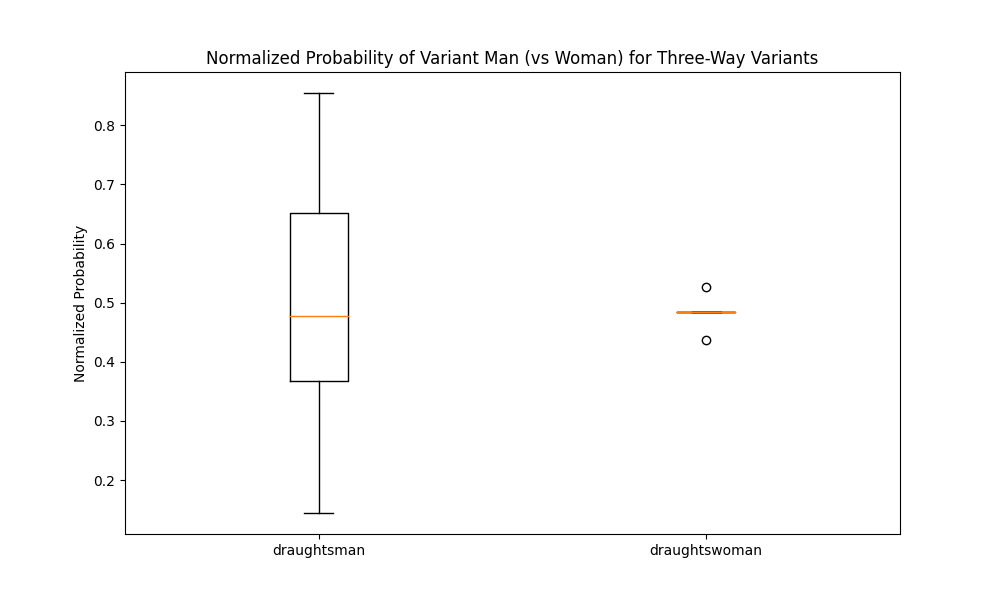 Normalized Probability of Variant Man (vs Woman) for Three-Way Variants
Normalized Probability
0.8
0.7
0.6
0.5
0.4
0.3
0.2
draughtsman
draughtswoman